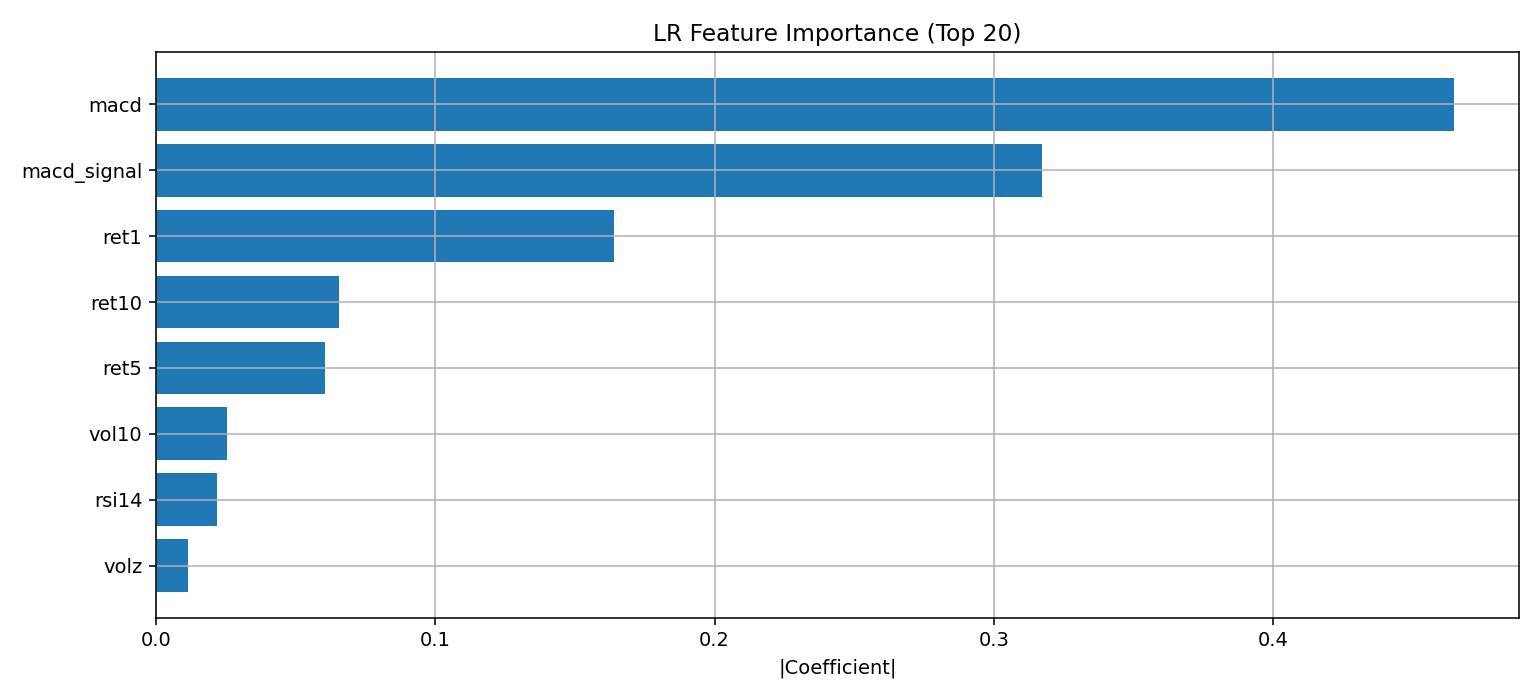 LR Feature Importance (Top 20)
macd
macd_signal
ret1
ret10
ret5
vol10
rsi14
volz
0.0 0.1 0.2 0.3 0.4
|Coefficient|